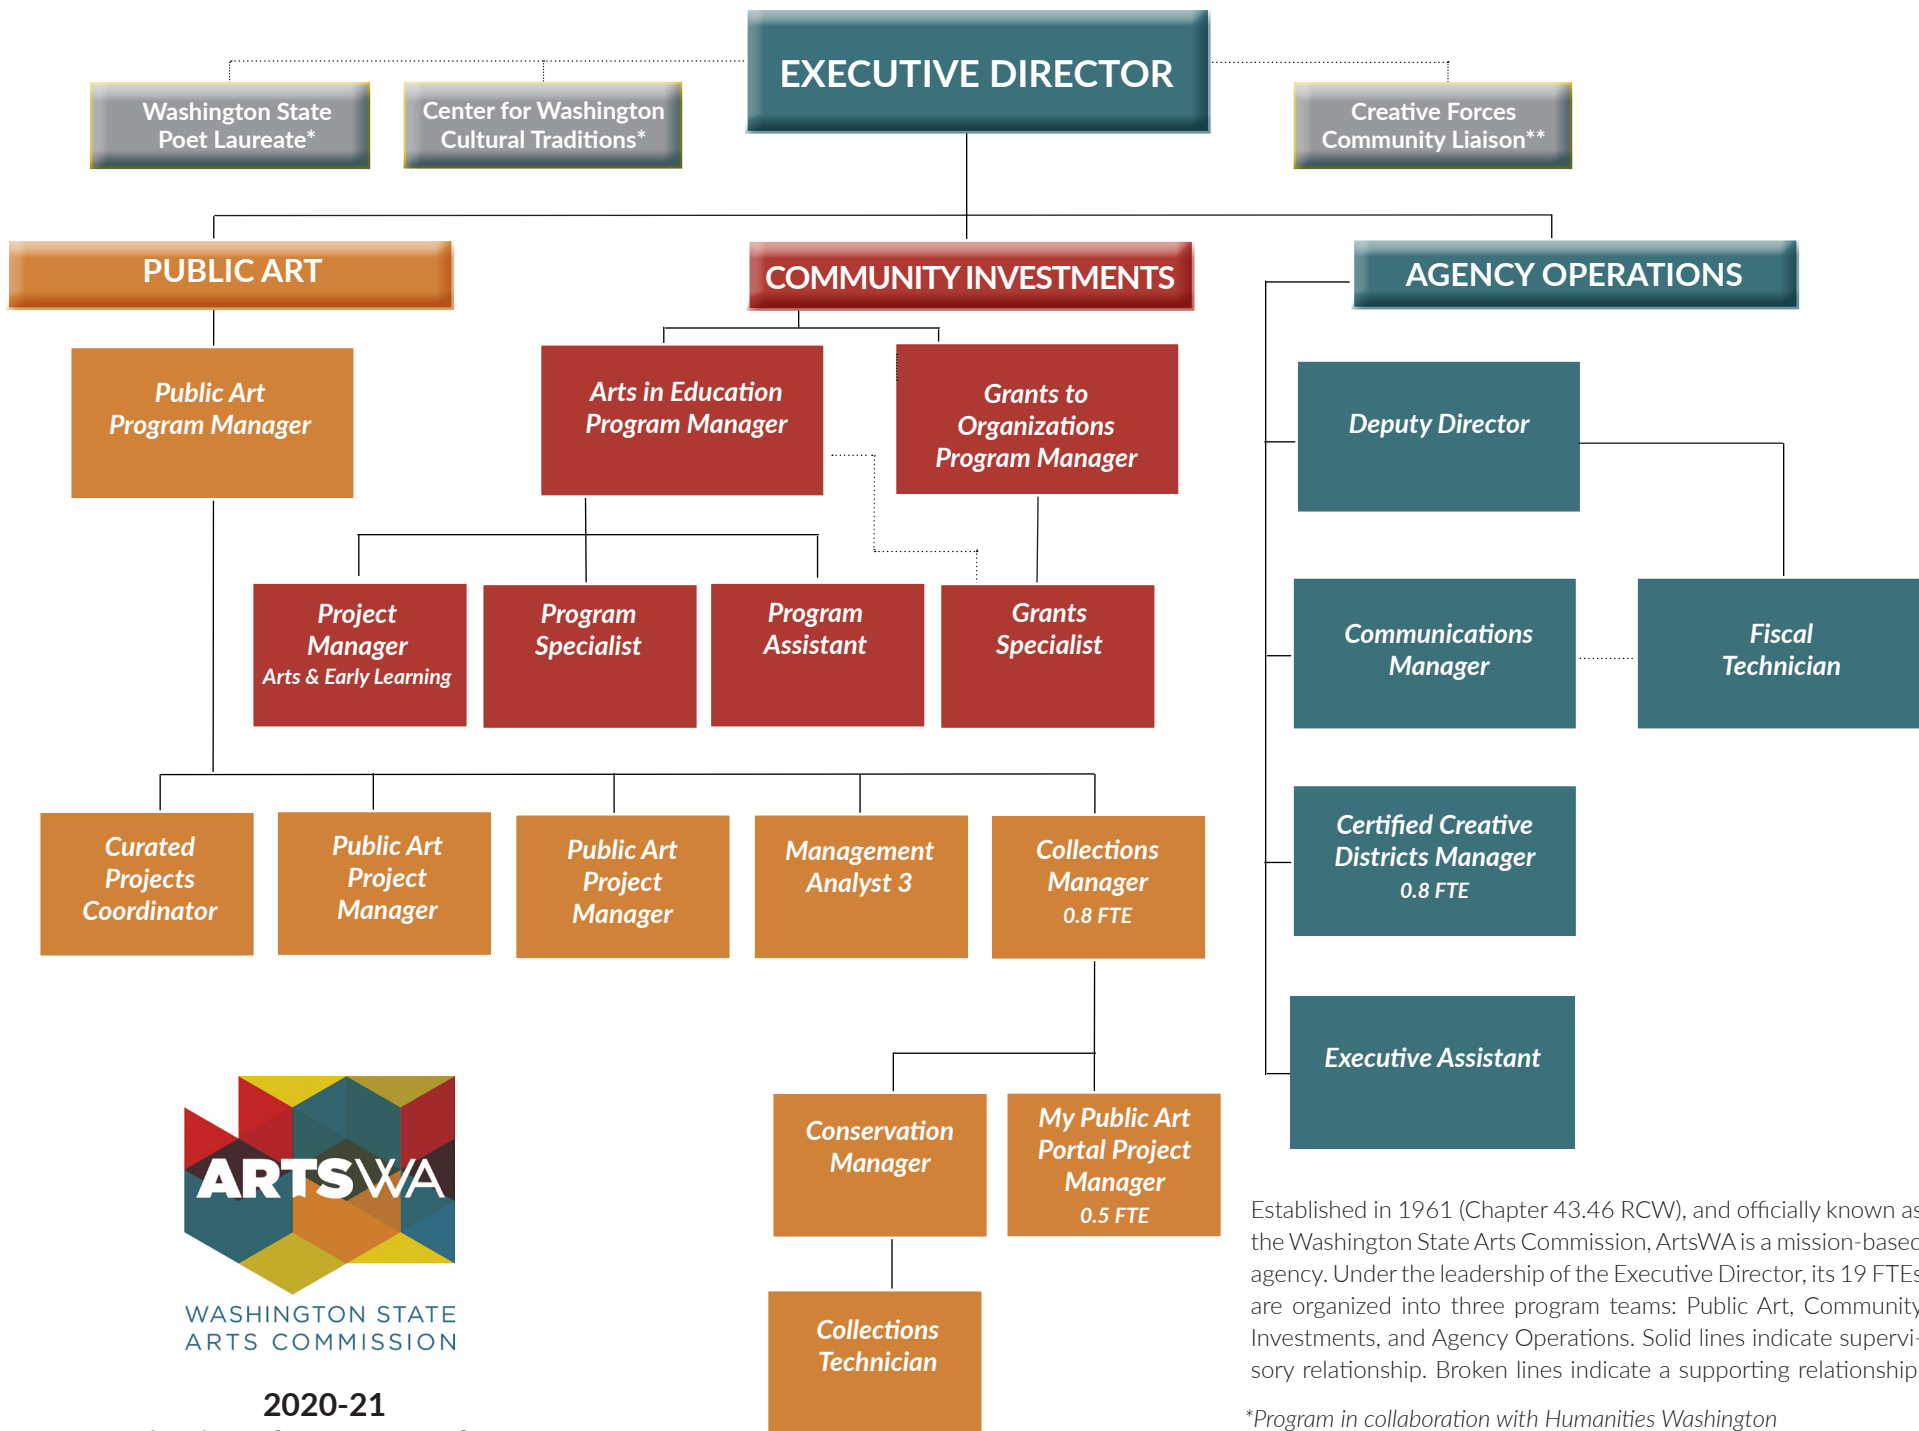 EXECUTIVE DIRECTOR
Washington State
Poet Laureate*
Center for Washington
Cultural Traditions*
Creative Forces
Community Liaison**
PUBLIC ART
COMMUNITY INVESTMENTS
AGENCY OPERATIONS
Public Art
Program Manager
Arts in Education
Program Manager
Grants to
Organizations
Program Manager
Deputy Director
Project
Manager
Arts & Early Learning
Program
Specialist
Program
Assistant
Grants
Specialist
Communications
Manager
Fiscal
Technician
Curated
Projects
Coordinator
Public Art
Project
Manager
Public Art
Project
Manager
Management
Analyst 3
Collections
Manager
0.8 FTE
Certified Creative
Districts Manager
0.8 FTE
Executive Assistant
Conservation
Manager
My Public Art
Portal Project
Manager
0.5 FTE
Collections
Technician
ARTSWA
WASHINGTON STATE
ARTS COMMISSION
2020-21
Established in 1961 (Chapter 43.46 RCW), and officially known as
the Washington State Arts Commission, ArtsWA is a mission-based
agency. Under the leadership of the Executive Director, its 19 FTEs
are organized into three program teams: Public Art, Community
Investments, and Agency Operations. Solid lines indicate supervi-
sory relationship. Broken lines indicate a supporting relationship
*Program in collaboration with Humanities Washington